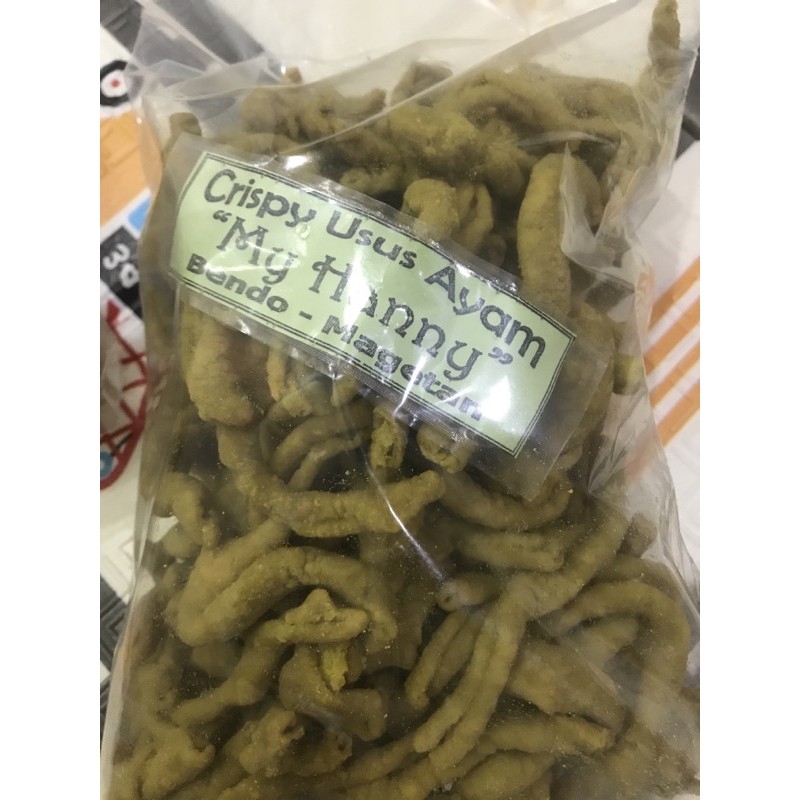 Crispy Usus Ayam
“My Hanny”
Bendo - Magetan